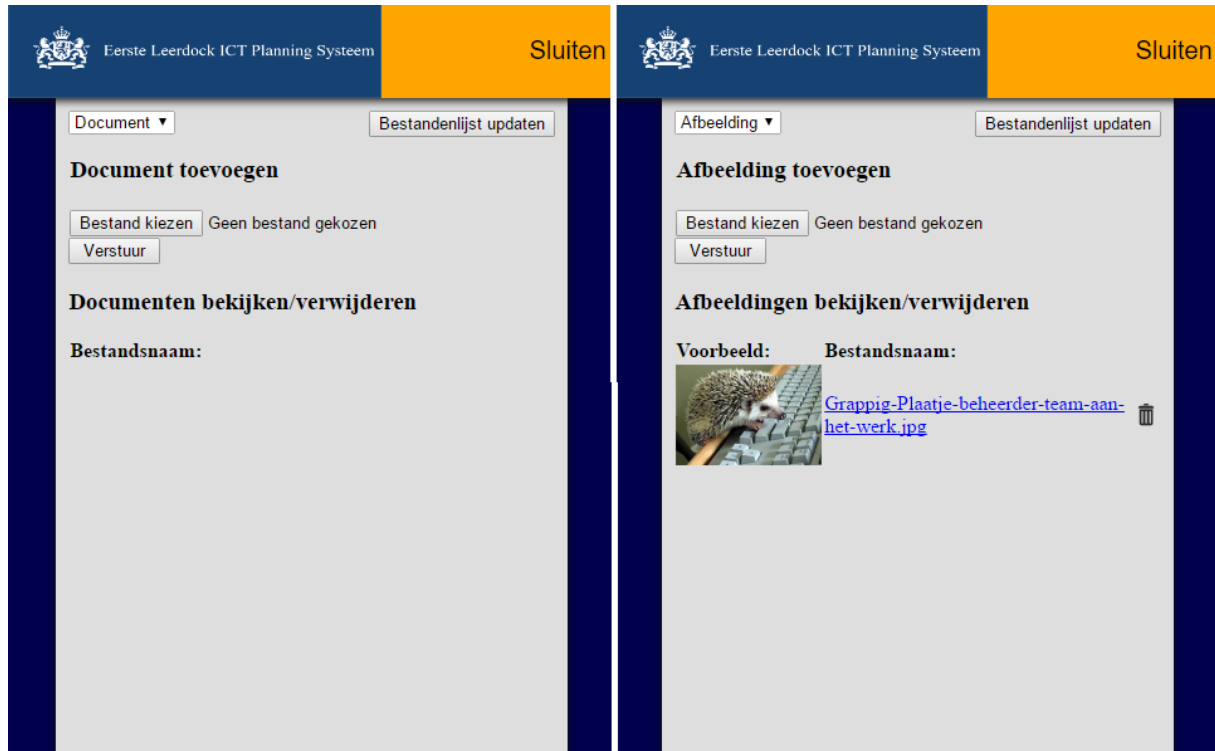 Eerste Leerdock ICT Planning Systeem
Sluiten
Document
Bestandenlijst updaten
Document toevoegen
Bestand kiezen Geen bestand gekozen
Verstuur
Documenten bekijken/verwijderen
Bestandsnaam:
Eerste Leerdock ICT Planning Systeem
Sluiten
Afbeelding
Bestandenlijst updaten
Afbeelding toevoegen
Bestand kiezen Geen bestand gekozen
Verstuur
Afbeeldingen bekijken/verwijderen
Voorbeeld: Bestandsnaam:
Grappig-Plaatje-beheerder-team-aan-
het-werk.jpg